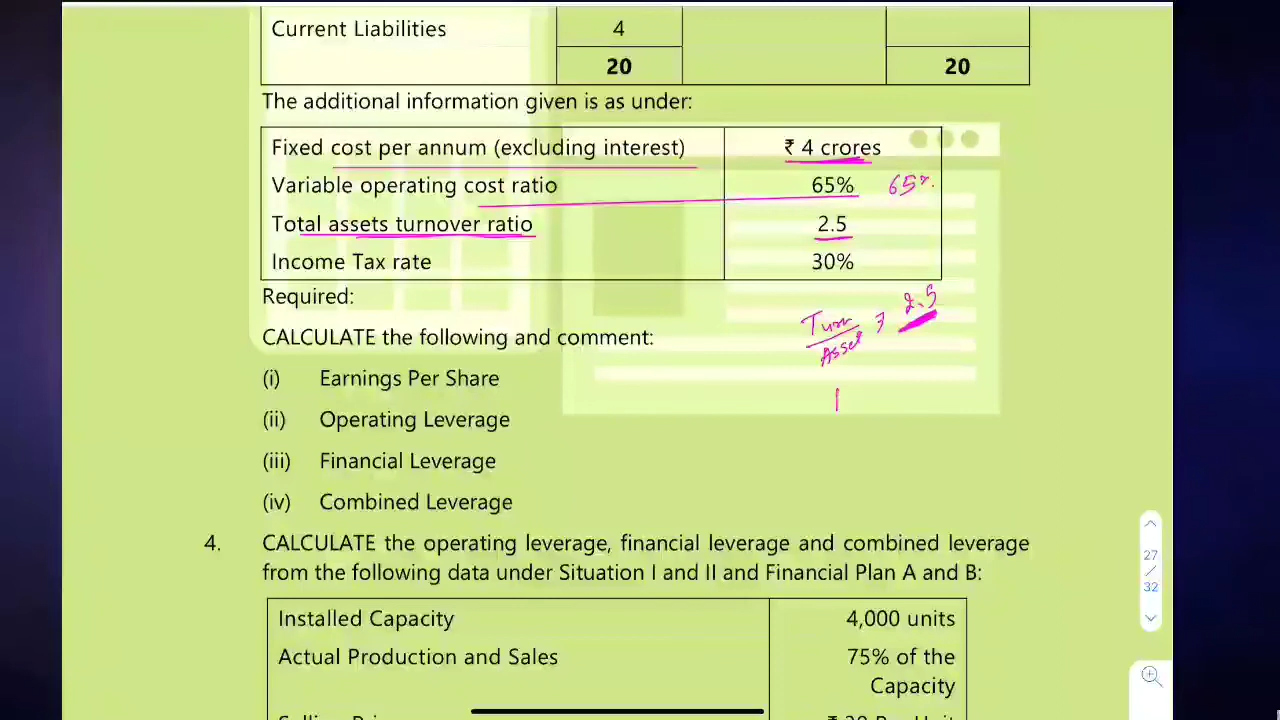 Current Liabilities 4
20 20
The additional information given is as under:
Fixed cost per annum (excluding interest) ₹ 4 crores
Variable operating cost ratio 65% 65%
Total assets turnover ratio 2.5
Income Tax rate 30%
Required:
Turn
Asset
2.5
CALCULATE the following and comment:
(i) Earnings Per Share
(ii) Operating Leverage
(iii) Financial Leverage
(iv) Combined Leverage
4. CALCULATE the operating leverage, financial leverage and combined leverage
from the following data under Situation I and II and Financial Plan A and B:
Installed Capacity 4,000 units
Actual Production and Sales 75% of the
Capacity
27
/
32